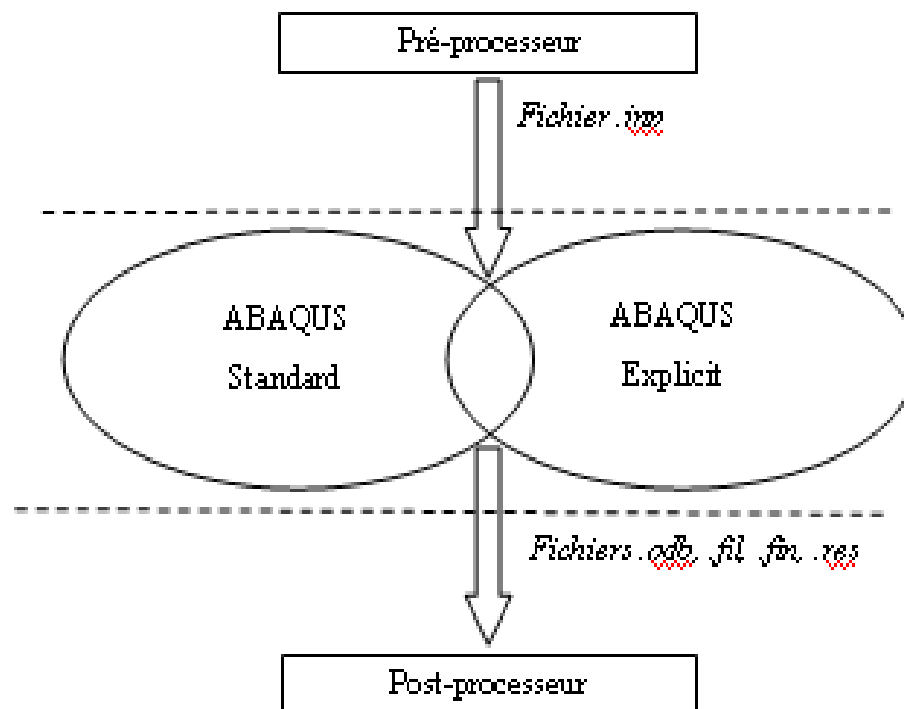 Pré-processeur
Fichier .inp
ABAQUS
Standard
ABAQUS
Explicit
Fichiers .odb, .fil .fin, .res
Post-processeur